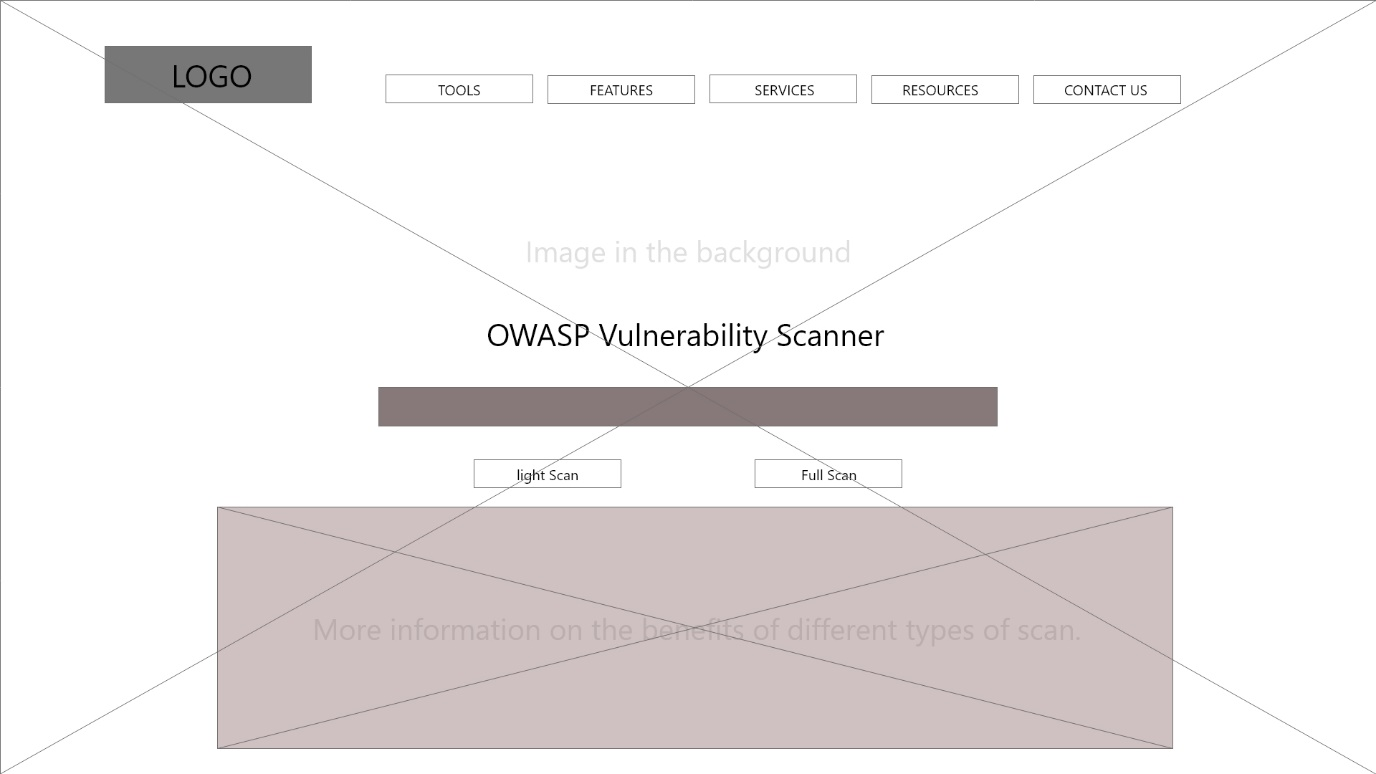 LOGO
TOOLS
FEATURES
SERVICES
RESOURCES
CONTACT US
Image in the background
OWASP Vulnerability Scanner
light Scan
Full Scan
More information on the benefits of different types of scan.